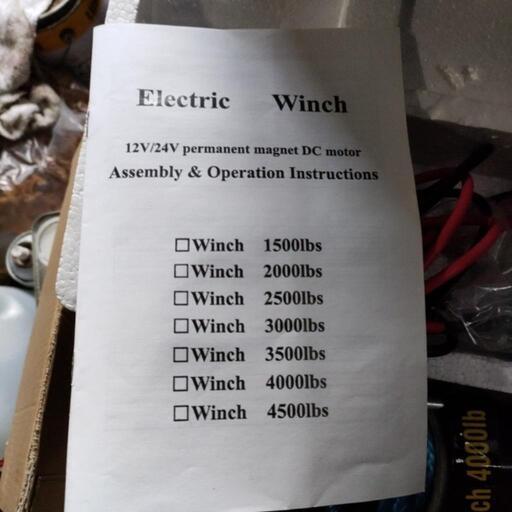 Electric Winch
12V/24V permanent magnet DC motor
Assembly & Operation Instructions
☐Winch 1500lbs
☐Winch 2000lbs
☐Winch 2500lbs
☐Winch 3000lbs
☐Winch 3500lbs
☐Winch 4000lbs
☐Winch 4500lbs
ch 4000lb